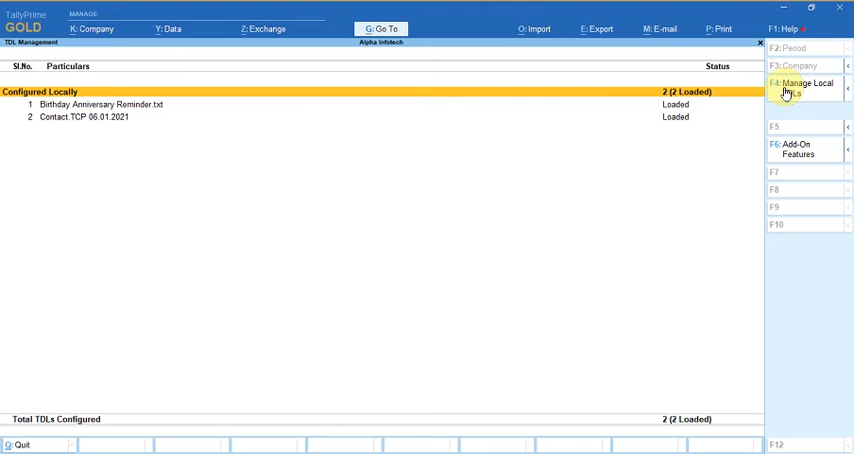 TallyPrime
GOLD
MANAGE
K: Company
Y: Data
Z: Exchange
G: Go To
O: Import
E: Export
M: E-mail
P: Print
F1: Help
TDL Management
Alpha Infotech
x
Sl.No. Particulars Status
Configured Locally 2 (2 Loaded)
1 Birthday Anniversary Reminder.txt Loaded
2 Contact.TCP 06.01.2021 Loaded
Total TDLs Configured 2 (2 Loaded)
Q: Quit
F2: Period
F3: Company
F4: Manage Local
F5
F6: Add-On
Features
F7
F8
F9
F10
F12